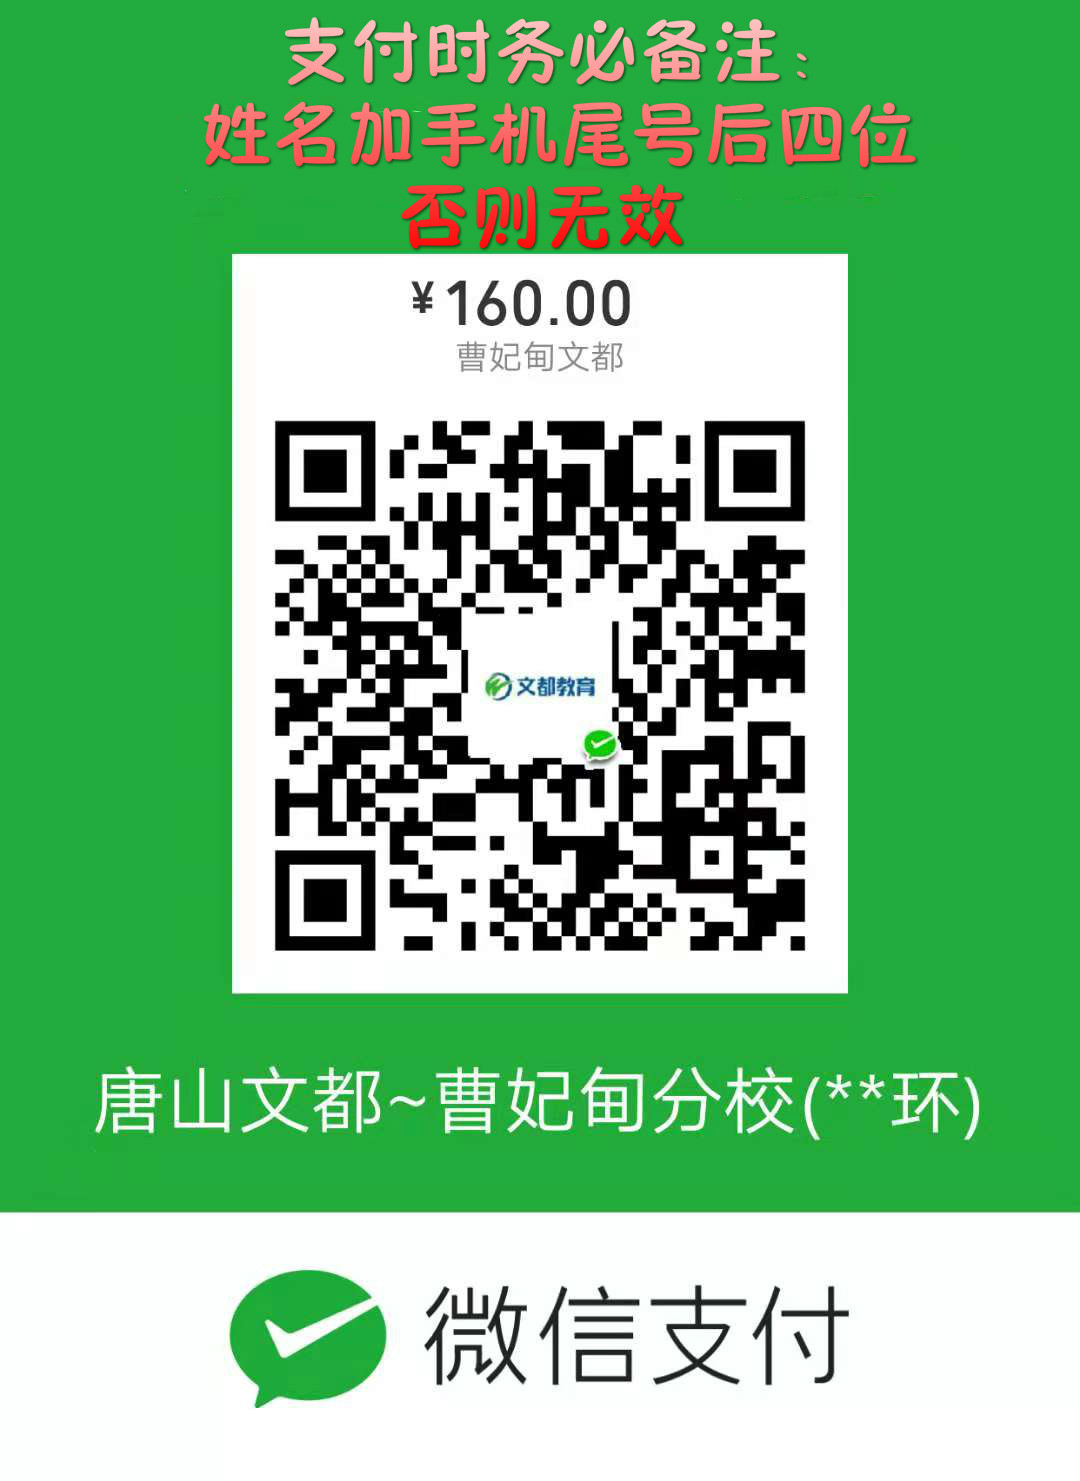 支付时务必备注：
姓名加手机尾号后四位
否则无效
¥160.00
曹妃甸文都
文都教育
唐山文都~曹妃甸分校(**环)
微信支付